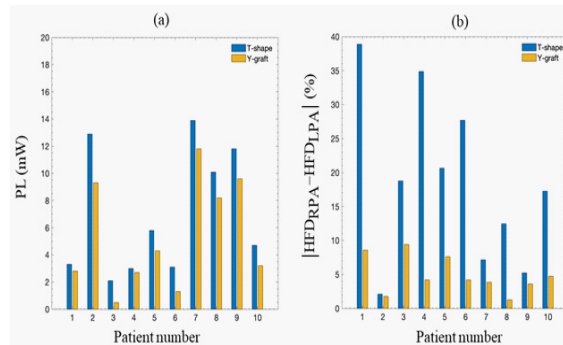 (a)
20
18
16
14
12
10
8
6
4
2
0
PL (mW)
T-shape
Y-graft
1 2 3 4 5 6 7 8 9 10
Patient number
(b)
40
35
30
25
20
15
10
5
0
|HFDRPA−HFDLPA| (%)
T-shape
Y-graft
1 2 3 4 5 6 7 8 9 10
Patient number